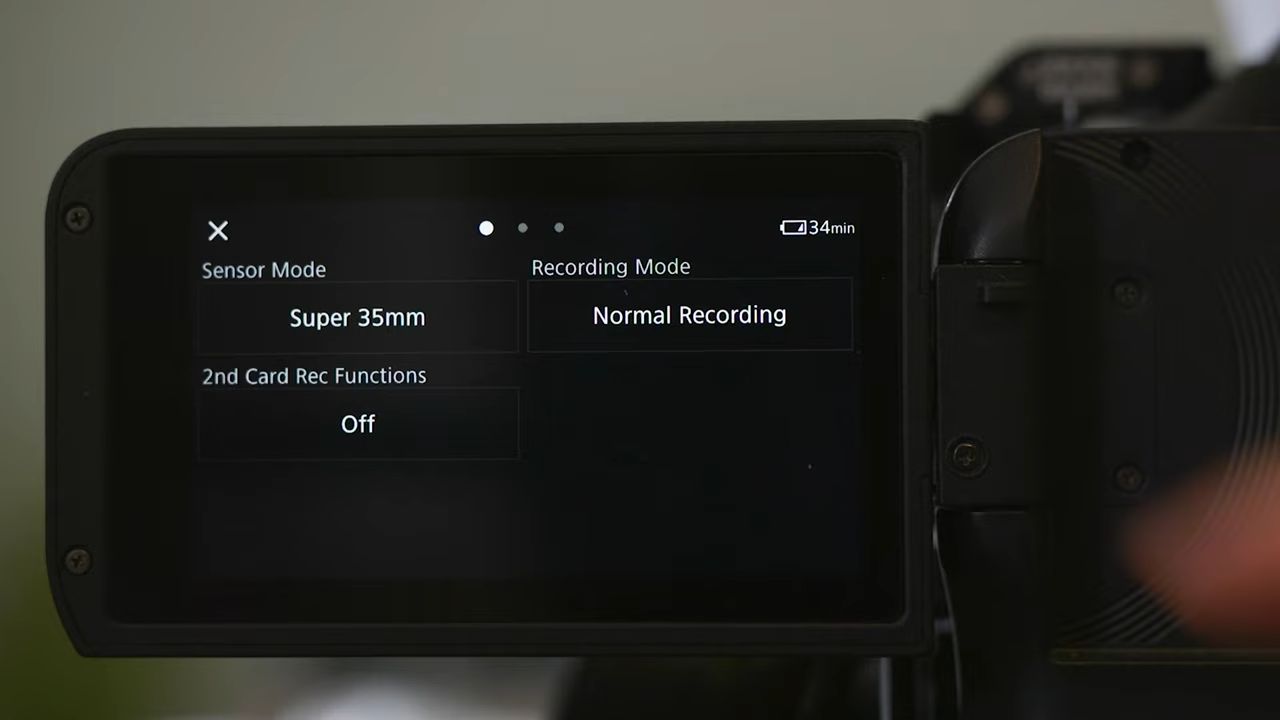 34min
Sensor Mode
Recording Mode
Super 35mm
Normal Recording
2nd Card Rec Functions
Off